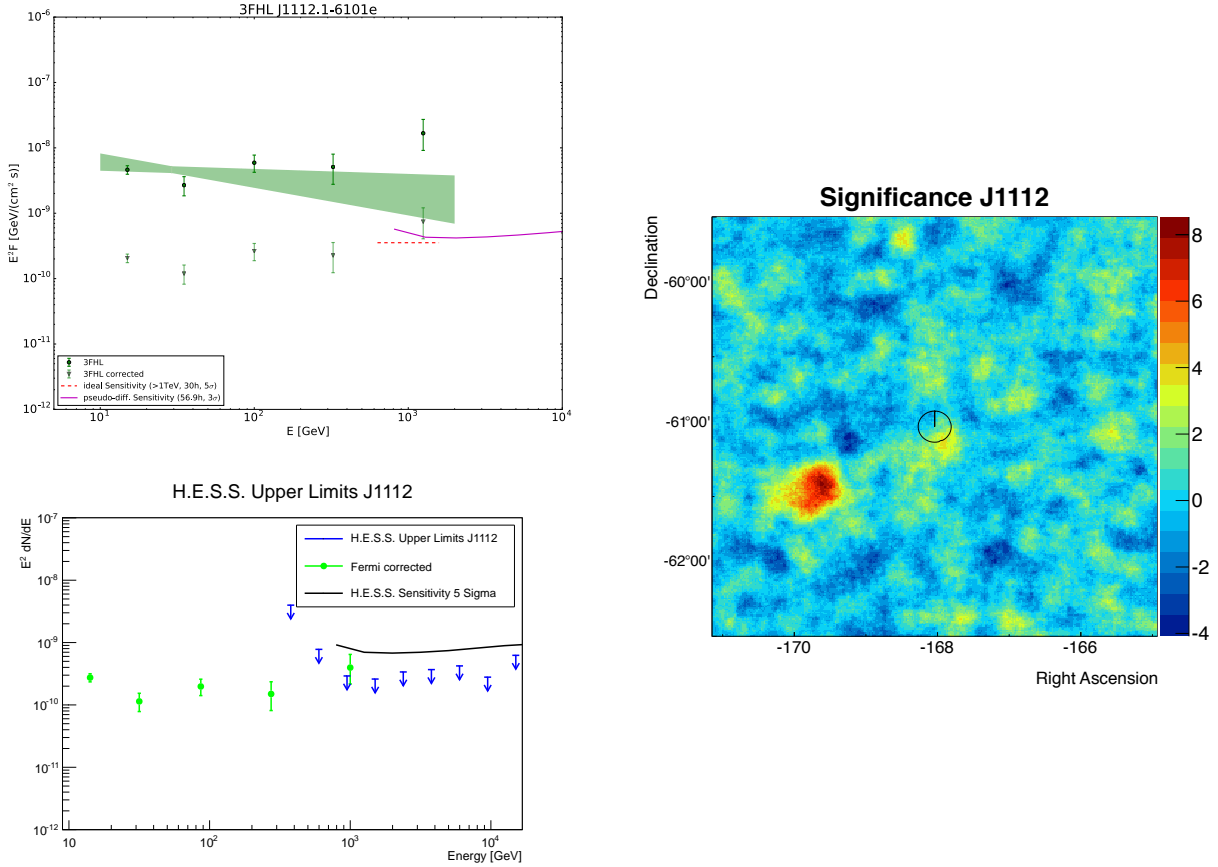 3FHL J1112.1-6101e
E²F [GeV/(cm² s)]
10⁻⁶
10⁻⁷
10⁻⁸
10⁻⁹
10⁻¹⁰
10⁻¹¹
10⁻¹²
3FHL
3FHL corrected
ideal Sensitivity (>1TeV, 30h, 5σ)
pseudo-diff. Sensitivity (56.9h, 3σ)
10¹ 10² 10³ 10⁴
E [GeV]
H.E.S.S. Upper Limits J1112
E² dN/dE
10⁻⁷
10⁻⁸
10⁻⁹
10⁻¹⁰
10⁻¹¹
10⁻¹²
H.E.S.S. Upper Limits J1112
Fermi corrected
H.E.S.S. Sensitivity 5 Sigma
10 10² 10³ 10⁴
Energy [GeV]
Significance J1112
Declination
-60°00'
-61°00'
-62°00'
-170 -168 -166
Right Ascension
8
6
4
2
0
-2
-4